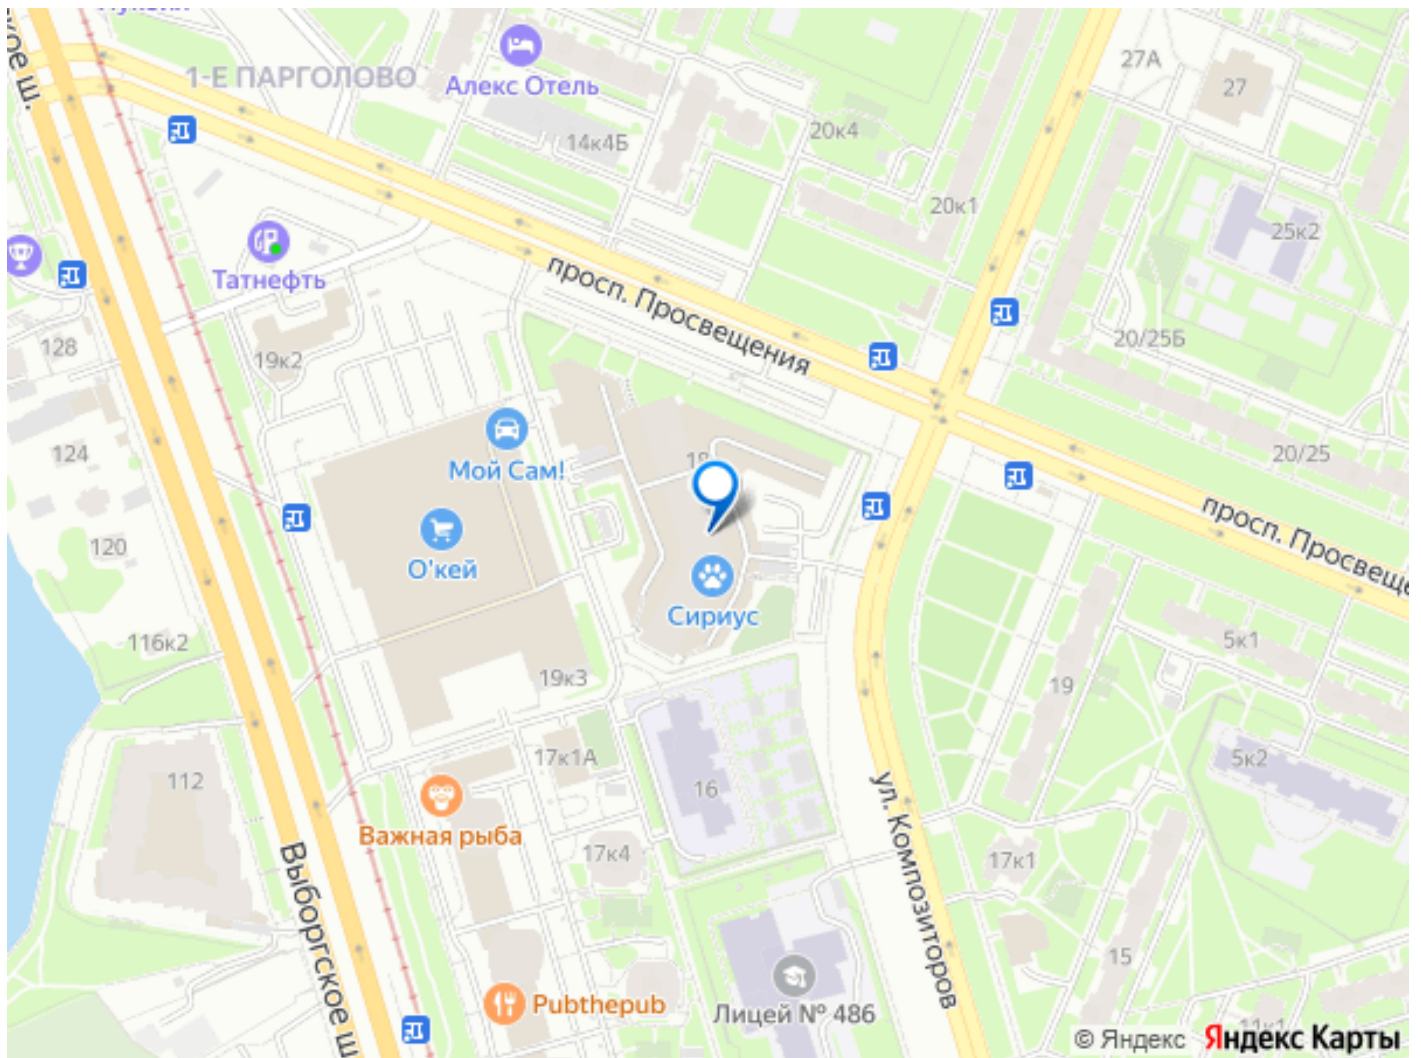 кое ш.
1-Е ПАРГОЛОВО
Алекс Отель
14к4Б
20к4
20к1
27А
27
25к2
20/25Б
20/25
Татнефть
19к2
128
124
120
116к2
112
просп. Просвещения
просп. Просвеще
Мой Сам!
О'кей
Сириус
19к3
17к1А
16
17к4
Важная рыба
Pubthepub
Выборгское ш
ул. Композиторов
Лицей № 486
19
5к1
5к2
17к1
15
11к1
© Яндекс Яндекс Карты